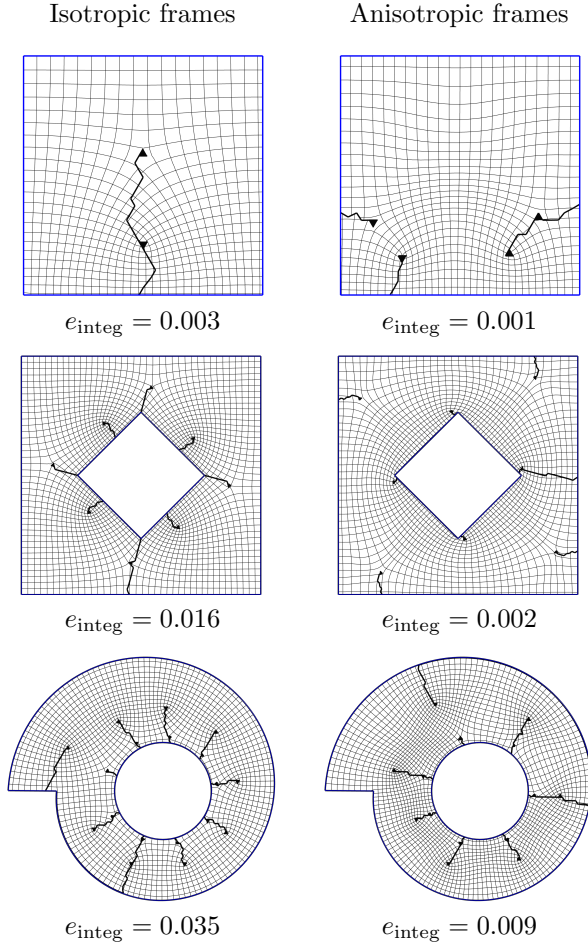 Isotropic frames Anisotropic frames
e_integ = 0.003 e_integ = 0.001
e_integ = 0.016 e_integ = 0.002
e_integ = 0.035 e_integ = 0.009